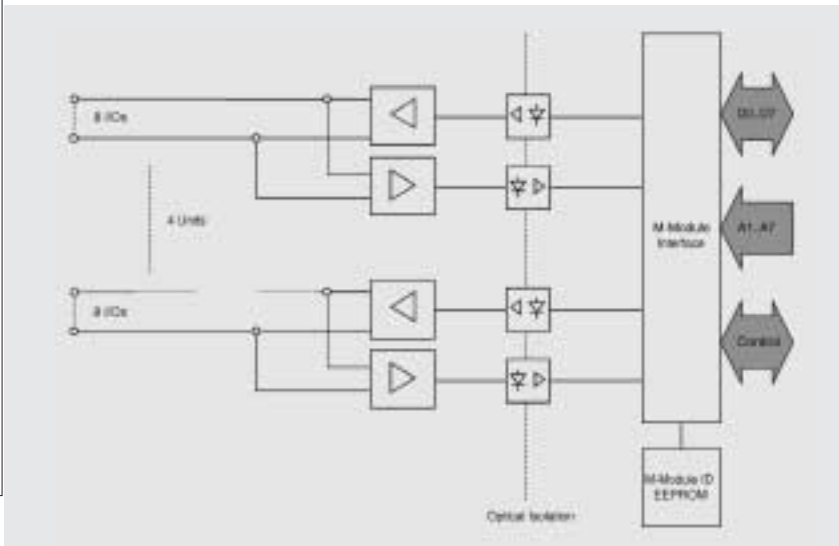 8 I/Os
4 Units
8 I/Os
M-Module
Interface
D0..D7
A1..A7
Control
M-Module ID
EEPROM
Optical Isolation